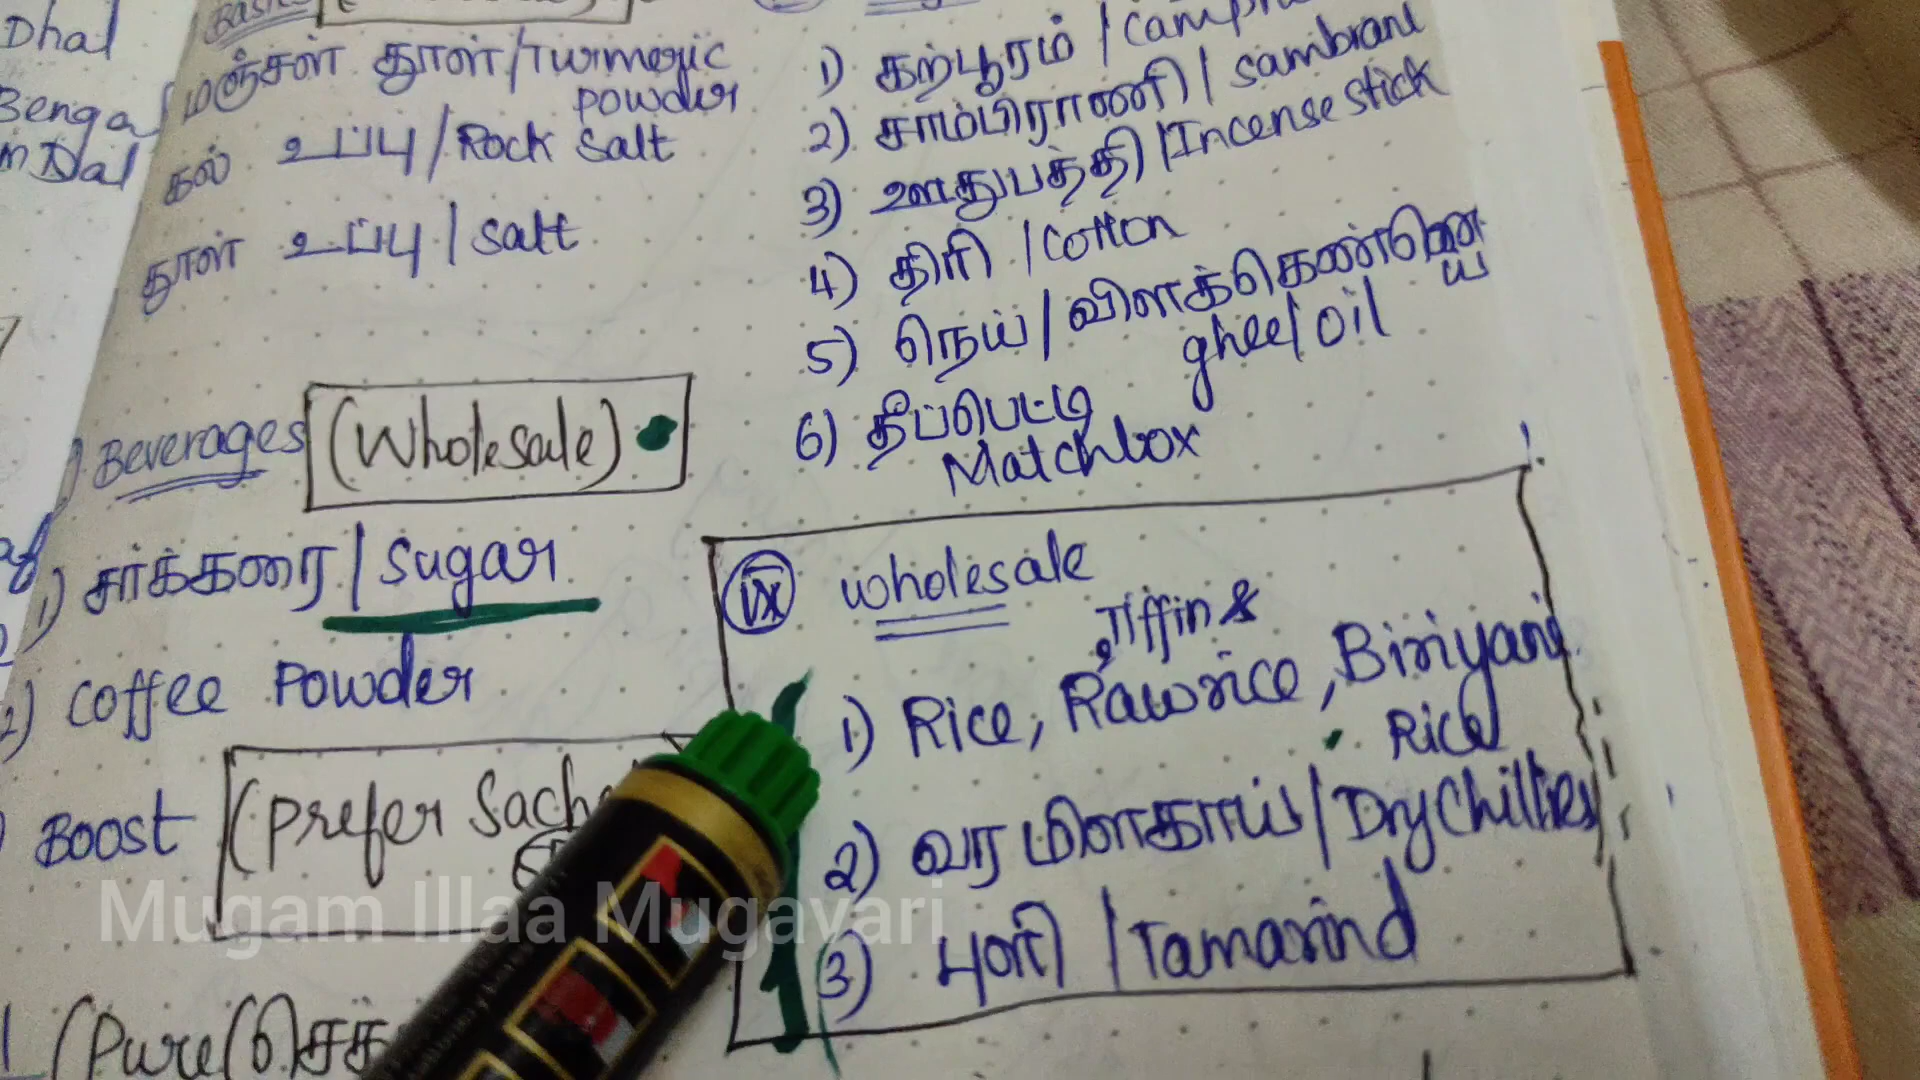 Dhal
Benga
Dal
மஞ்சள் தூள்/Turmeric
Powder
கல் உப்பு/Rock Salt
தூள் உப்பு/Salt
Beverages (Wholesale)
1) சர்க்கரை/Sugar
2) Coffee Powder
Boost (Prefer
(Pure(6)
1) கற்பூரம்/
2) சாம்பிராணி/Sambrani
3) ஊதுபத்தி/Incense stick
4) திரி/Cotton
5) நெய்/விளக்கெண்ணெய்
ghee/oil
6) தீப்பெட்டி
Matchbox
ix wholesale
Tiffin &
1) Rice, Rawrice, Biriyani
Rice
2) வர மிளகாய்/Dry Chillies
3) புளி/Tamarind
Mugam Illaa Mugavari